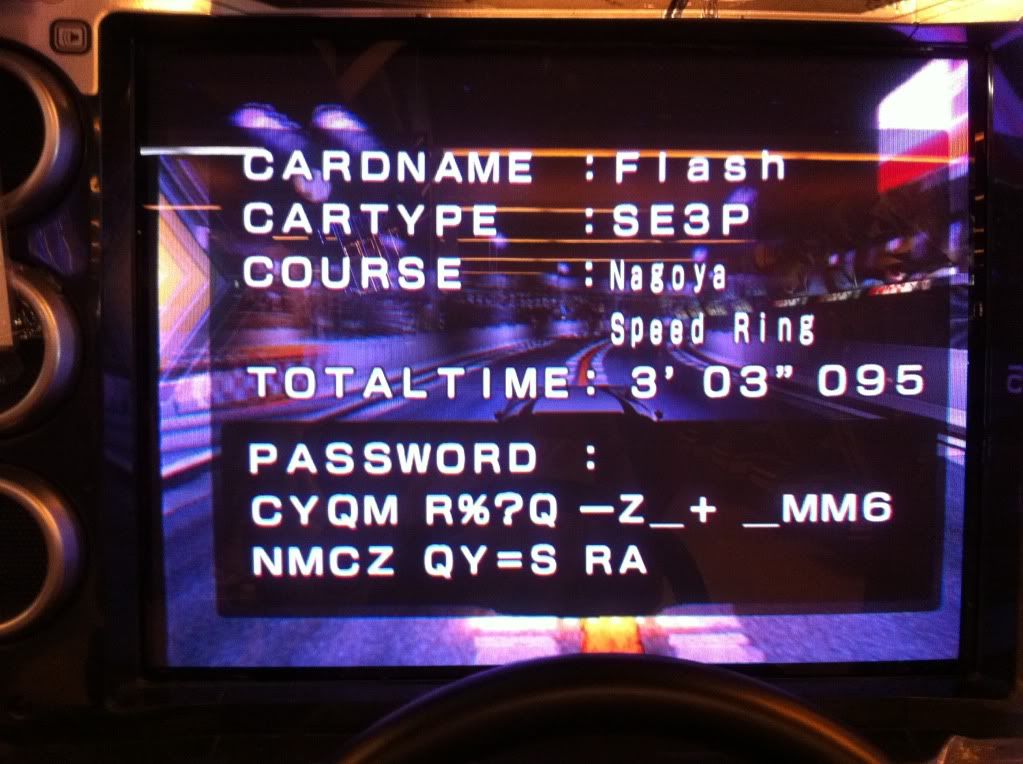 CARDNAME :Flash
CARTYPE :SE3P
COURSE :Nagoya
Speed Ring
TOTALTIME: 3' 03” 095
PASSWORD :
CYQM R%?Q −Z_+ _MM6
NMCZ QY=S RA